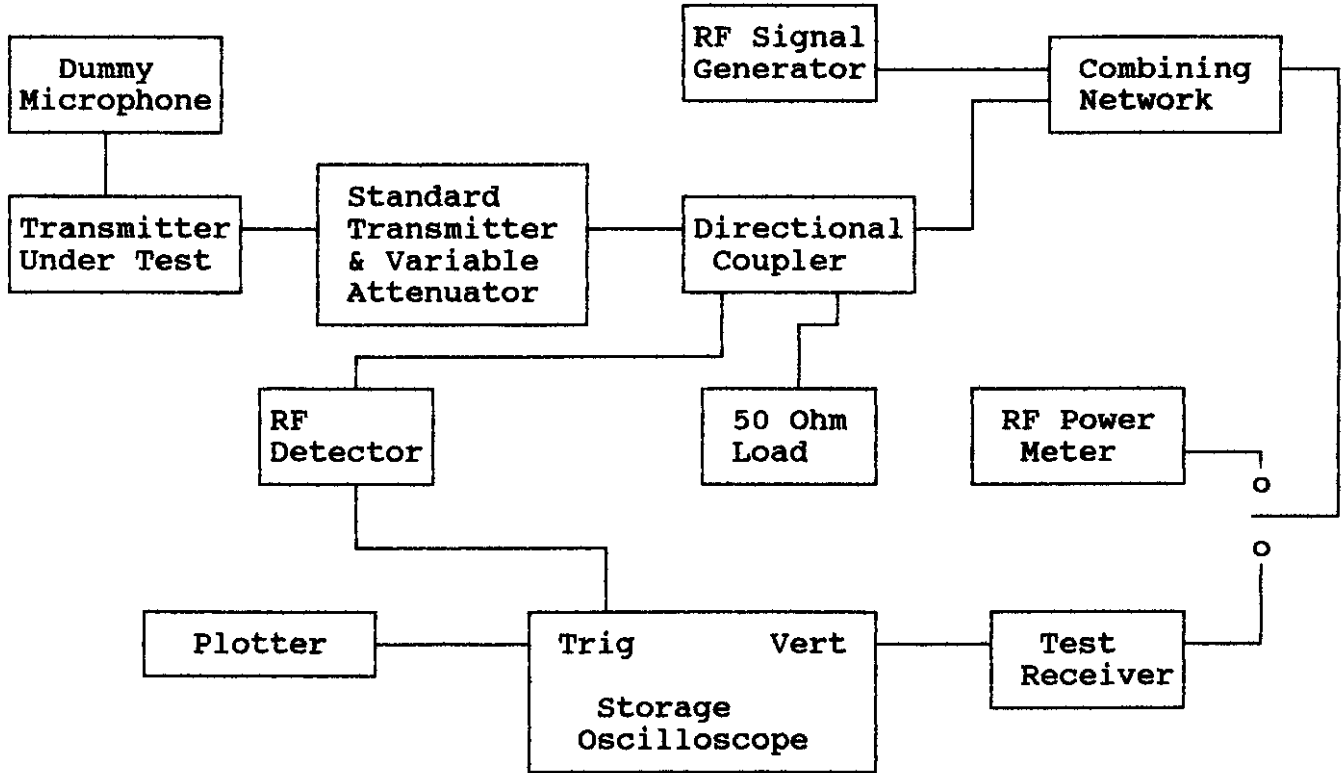 Dummy
Microphone
RF Signal
Generator
Combining
Network
Transmitter
Under Test
Standard
Transmitter
& Variable
Attenuator
Directional
Coupler
RF
Detector
50 Ohm
Load
RF Power
Meter
Plotter
Trig Vert
Storage
Oscilloscope
Test
Receiver